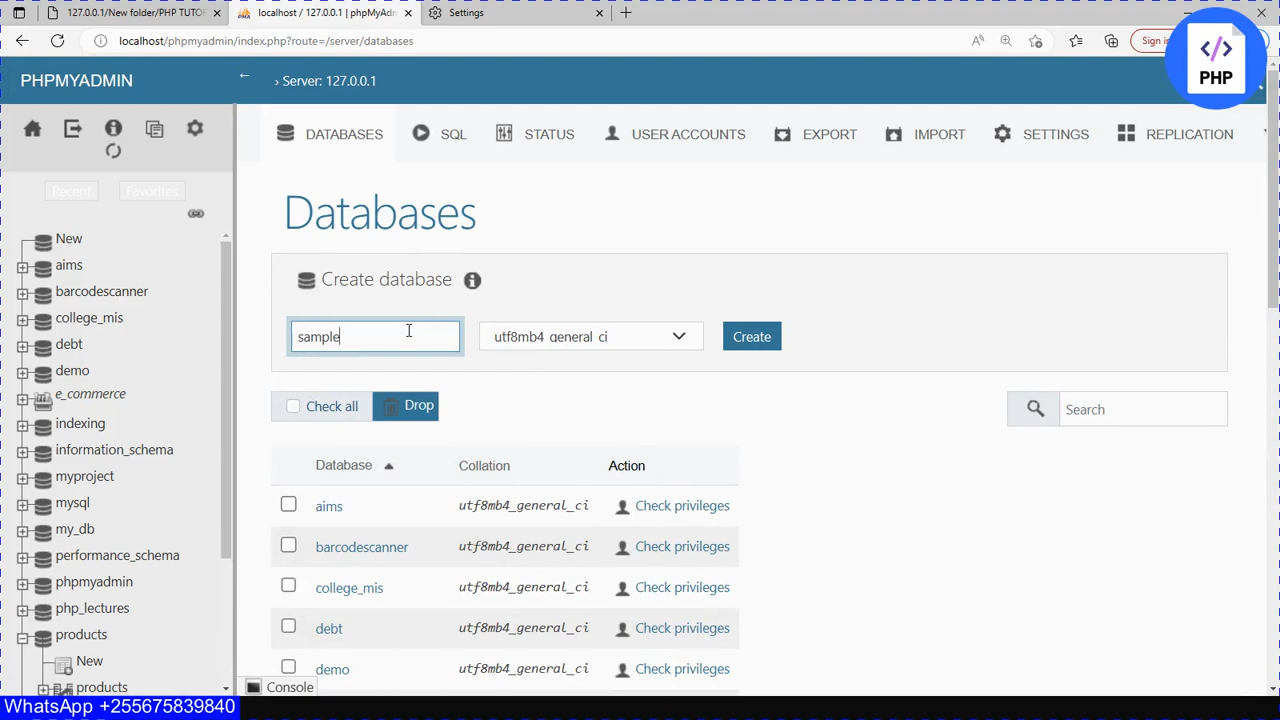 127.0.0.1/New folder/PHP TUTOR
localhost / 127.0.0.1 | phpMyAdm
Settings
localhost/phpmyadmin/index.php?route=/server/databases
Sign in
</>
PHP
PHPMYADMIN
› Server: 127.0.0.1
DATABASES
SQL
STATUS
USER ACCOUNTS
EXPORT
IMPORT
SETTINGS
REPLICATION
Recent
Favorites
New
aims
barcodescanner
college_mis
debt
demo
e_commerce
indexing
information_schema
myproject
mysql
my_db
performance_schema
phpmyadmin
php_lectures
products
New
products
Databases
Create database
sample
utf8mb4_general_ci
Create
Check all
Drop
Search
Database
Collation
Action
aims utf8mb4_general_ci Check privileges
barcodescanner utf8mb4_general_ci Check privileges
college_mis utf8mb4_general_ci Check privileges
debt utf8mb4_general_ci Check privileges
demo utf8mb4_general_ci Check privileges
Console
WhatsApp +255675839840